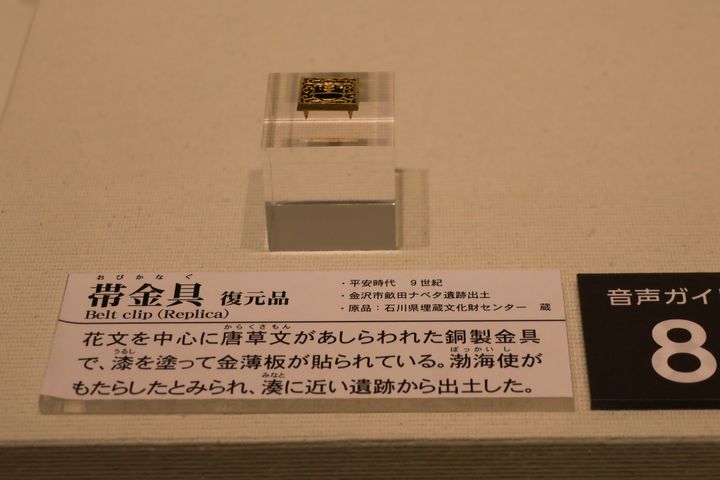 おびかなぐ
帯金具 復元品
Belt clip (Replica)
・平安時代 9世紀
・金沢市畝田ナベタ遺跡出土
・原品：石川県埋蔵文化財センター 蔵
からくさもん
花文を中心に唐草文があしらわれた銅製金具
うるし ぼっかいし
で、漆を塗って金薄板が貼られている。渤海使が
みなと
もたらしたとみられ、湊に近い遺跡から出土した。
音声ガイ
8